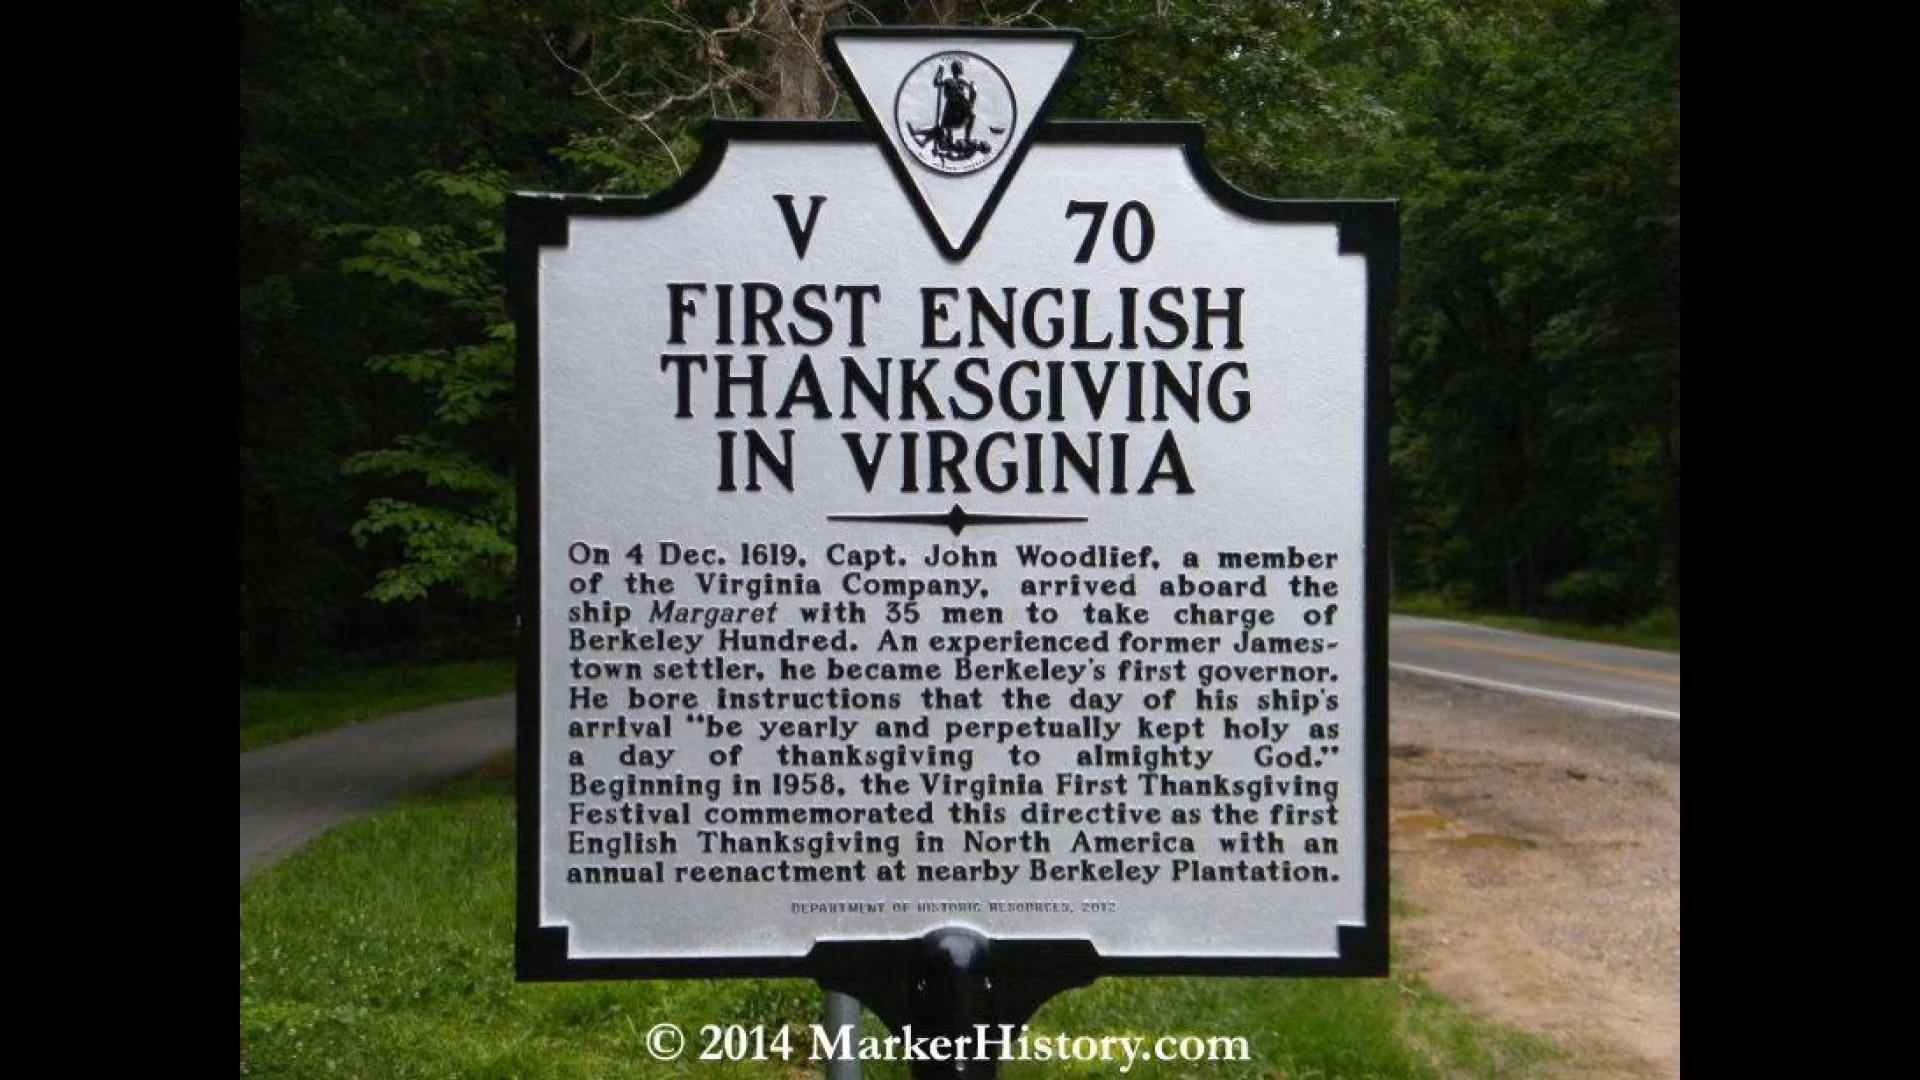 V 70
FIRST ENGLISH
THANKSGIVING
IN VIRGINIA
On 4 Dec. 1619, Capt. John Woodlief, a member
of the Virginia Company, arrived aboard the
ship Margaret with 35 men to take charge of
Berkeley Hundred. An experienced former James-
town settler, he became Berkeley's first governor.
He bore instructions that the day of his ship's
arrival "be yearly and perpetually kept holy as
a day of thanksgiving to almighty God."
Beginning in 1958, the Virginia First Thanksgiving
Festival commemorated this directive as the first
English Thanksgiving in North America with an
annual reenactment at nearby Berkeley Plantation.
DEPARTMENT OF HISTORIC RESOURCES, 2012
© 2014 MarkerHistory.com